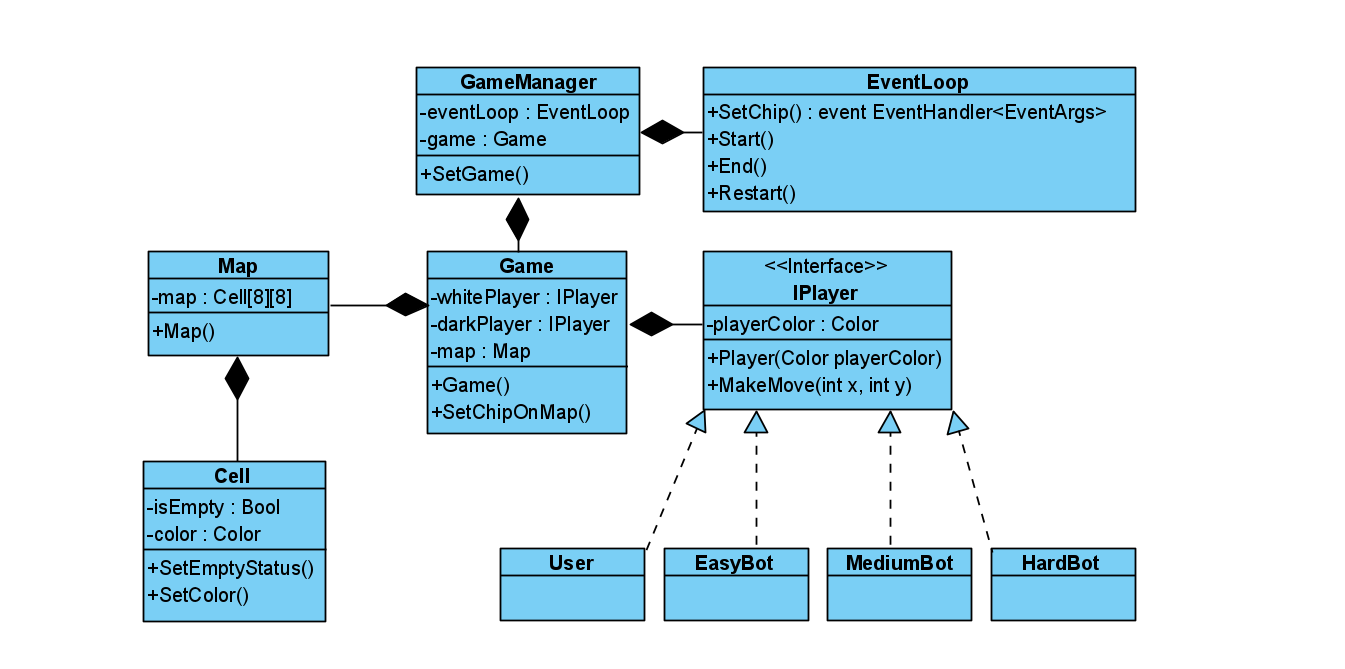 GameManager
-eventLoop : EventLoop
-game : Game
+SetGame()
EventLoop
+SetChip() : event EventHandler<EventArgs>
+Start()
+End()
+Restart()
Map
-map : Cell[8][8]
+Map()
Game
-whitePlayer : IPlayer
-darkPlayer : IPlayer
-map : Map
+Game()
+SetChipOnMap()
<<Interface>>
IPlayer
-playerColor : Color
+Player(Color playerColor)
+MakeMove(int x, int y)
Cell
-isEmpty : Bool
-color : Color
+SetEmptyStatus()
+SetColor()
User
EasyBot
MediumBot
HardBot